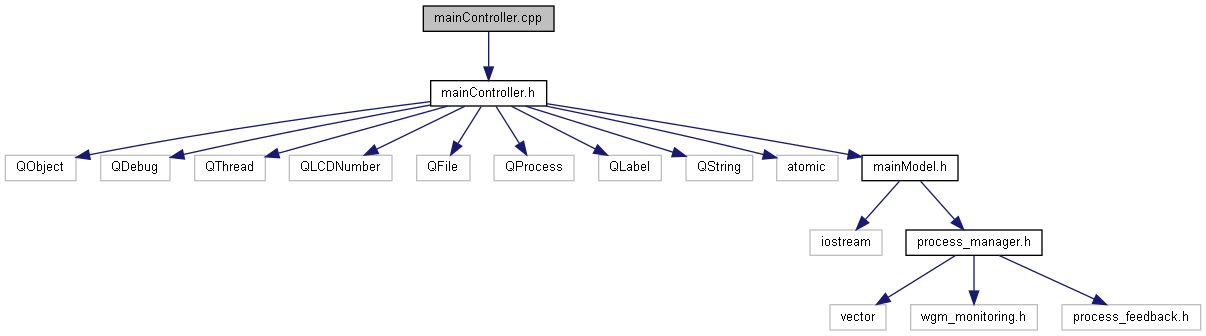 mainController.cpp
mainController.h
QObject
QDebug
QThread
QLCDNumber
QFile
QProcess
QLabel
QString
atomic
mainModel.h
iostream
process_manager.h
vector
wgm_monitoring.h
process_feedback.h